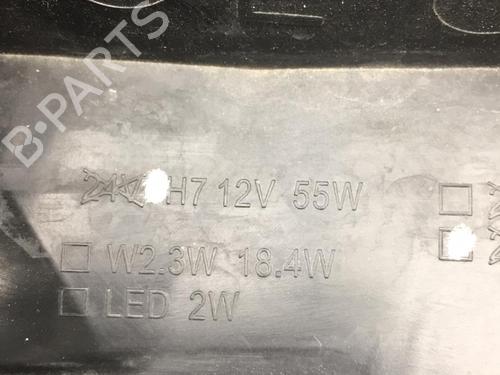 B-PARTS
H7 12V 55W
☐ W2.3W 18.4W
☐ LED 2W